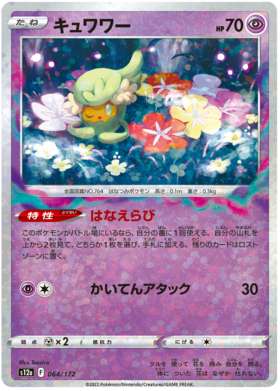 たね キュワワー HP70
全国図鑑NO.764 はなつみポケモン 高さ:0.1m 重さ:0.3kg
特性 はなえらび
このポケモンがバトル場にいるなら、自分の番に1回使える。自分の山札を
上から2枚見て、どちらか1枚を選び、手札に加える。残りのカードはロスト
ゾーンに置く。
かいてんアタック 30
弱点 ×2 抵抗力 にげる
s12a F 064/172
©2022 Pokémon/Nintendo/Creatures/GAME FREAK.